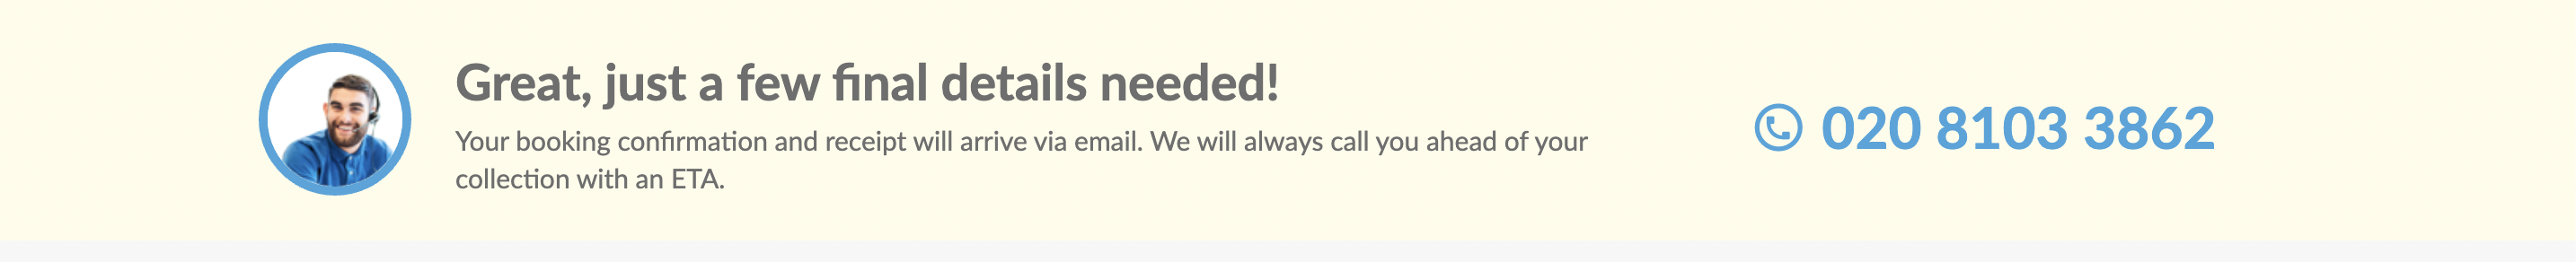 Great, just a few final details needed!
Your booking confirmation and receipt will arrive via email. We will always call you ahead of your
collection with an ETA.
020 8103 3862